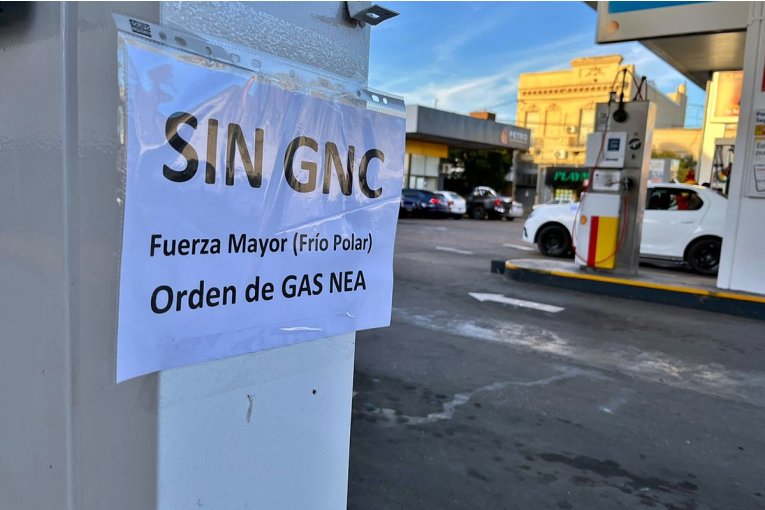 SIN GNC
Fuerza Mayor (Frío Polar)
Orden de GAS NEA